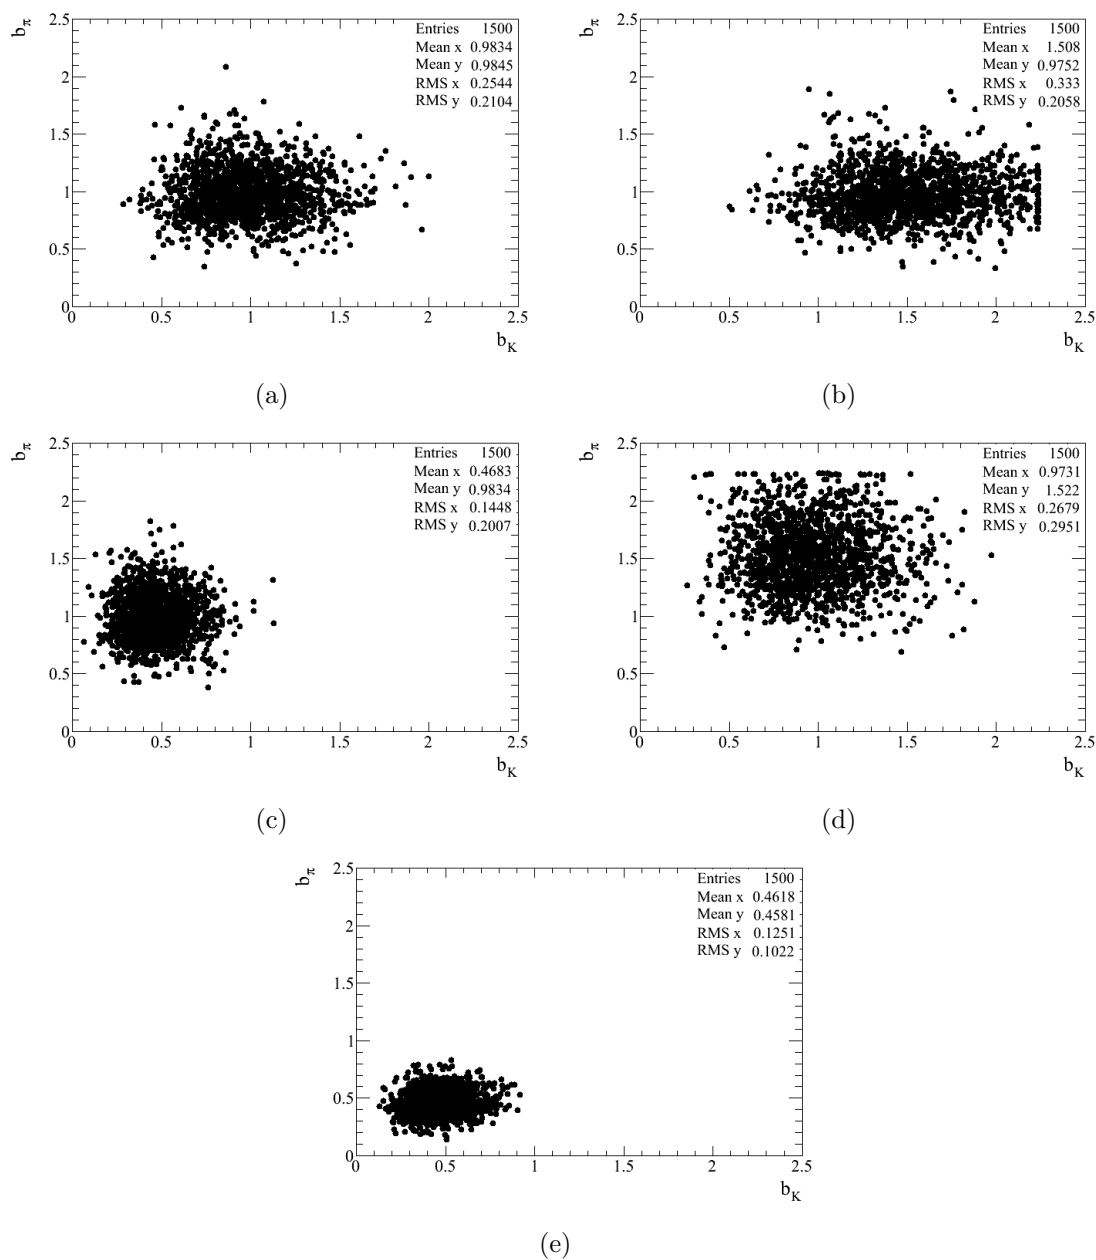 b_π
2.5
Entries 1500
Mean x 0.9834
Mean y 0.9845
RMS x 0.2544
RMS y 0.2104
2
1.5
1
0.5
0
0 0.5 1 1.5 2 2.5
b_K
(a)
b_π
2.5
Entries 1500
Mean x 1.508
Mean y 0.9752
RMS x 0.333
RMS y 0.2058
2
1.5
1
0.5
0
0 0.5 1 1.5 2 2.5
b_K
(b)
b_π
2.5
Entries 1500
Mean x 0.4683
Mean y 0.9834
RMS x 0.1448
RMS y 0.2007
2
1.5
1
0.5
0
0 0.5 1 1.5 2 2.5
b_K
(c)
b_π
2.5
Entries 1500
Mean x 0.9731
Mean y 1.522
RMS x 0.2679
RMS y 0.2951
2
1.5
1
0.5
0
0 0.5 1 1.5 2 2.5
b_K
(d)
b_π
2.5
Entries 1500
Mean x 0.4618
Mean y 0.4581
RMS x 0.1251
RMS y 0.1022
2
1.5
1
0.5
0
0 0.5 1 1.5 2 2.5
b_K
(e)